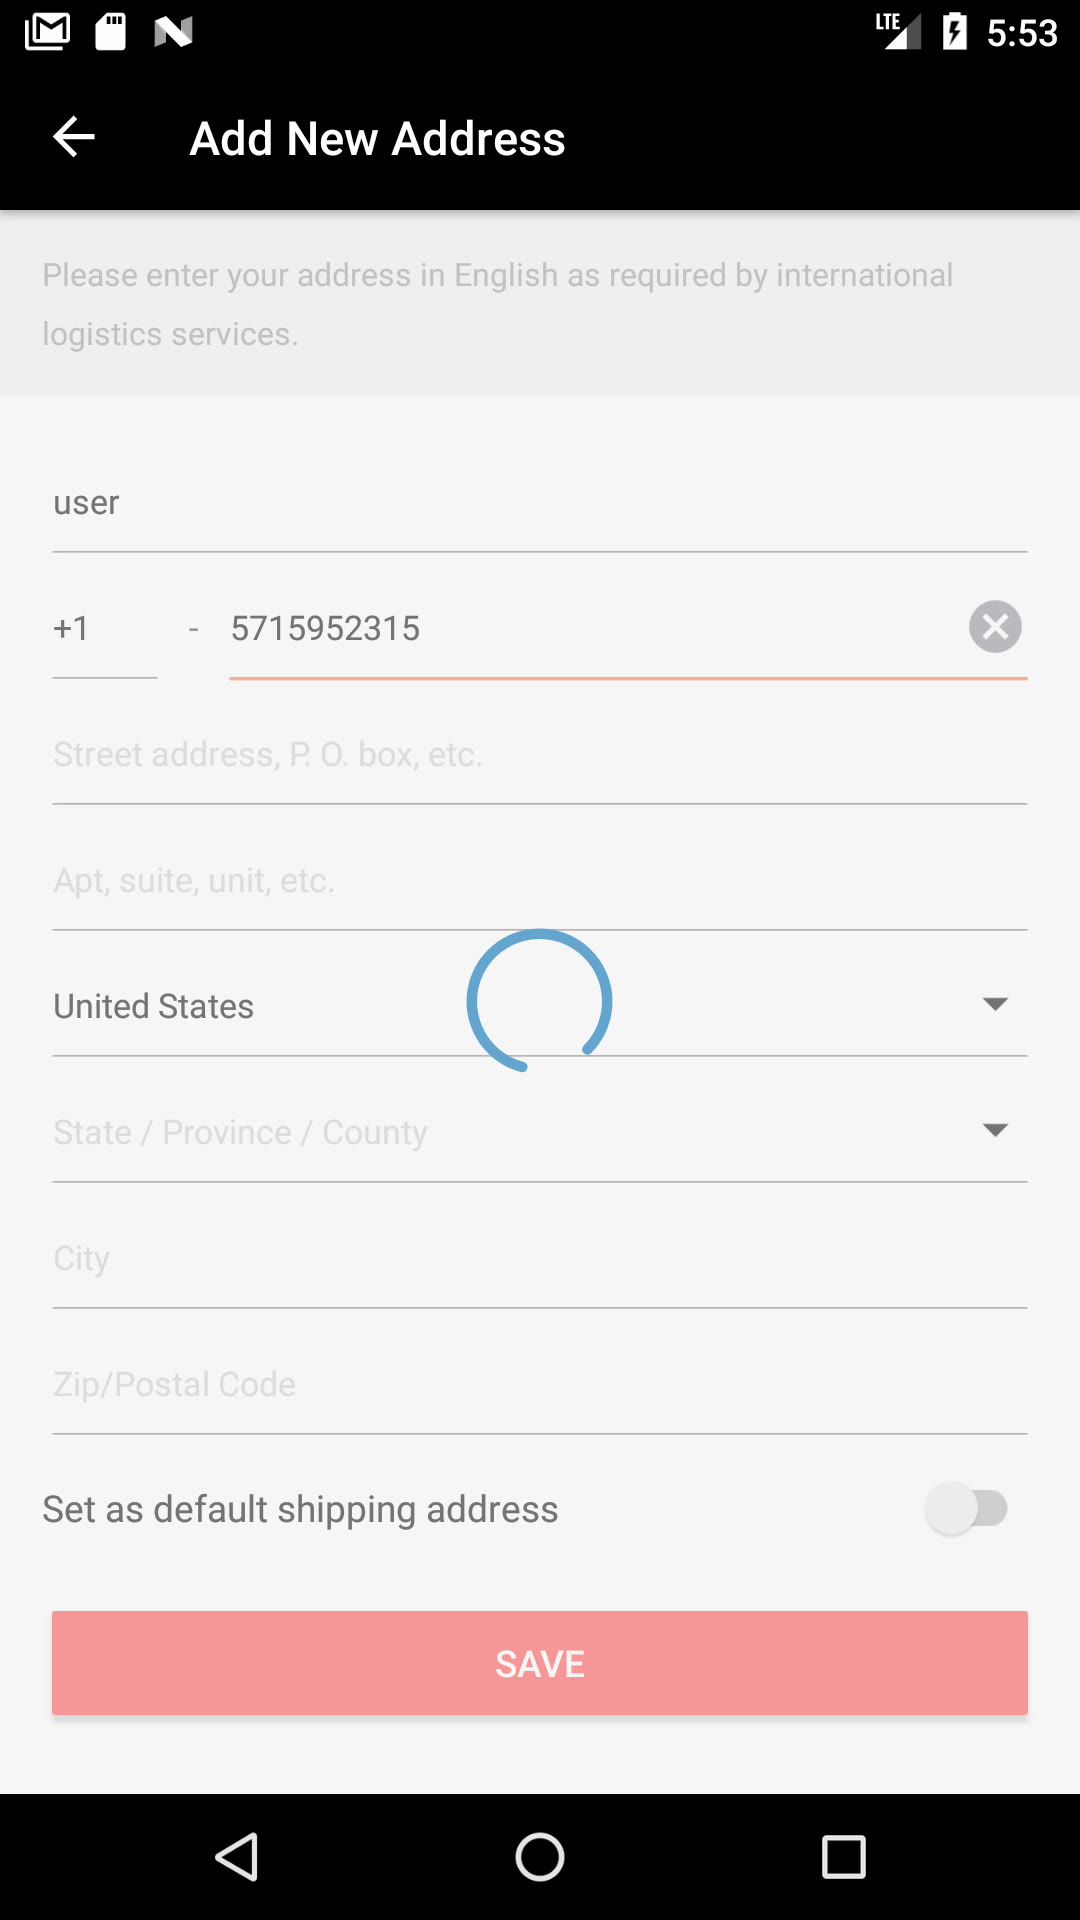 LTE 5:53
Add New Address
Please enter your address in English as required by international
logistics services.
user
+1 - 5715952315
Street address, P. O. box, etc.
Apt, suite, unit, etc.
United States
State / Province / County
City
Zip/Postal Code
Set as default shipping address
SAVE